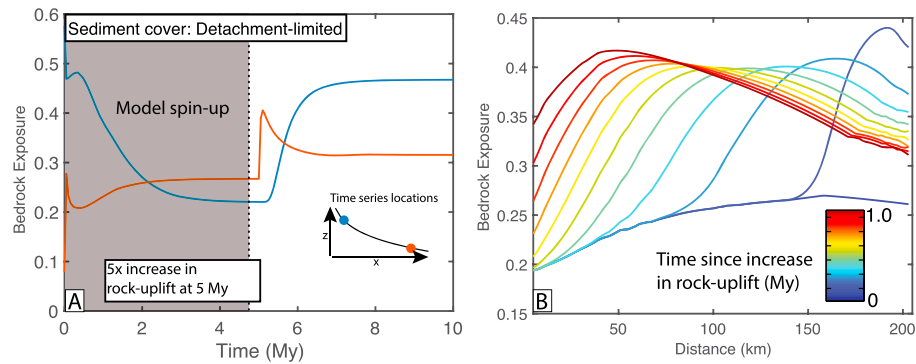 Sediment cover: Detachment-limited
0.6
0.5
0.4
0.3
0.2
0.1
0
Bedrock Exposure
Model spin-up
Time series locations
z
x
5x increase in
rock-uplift at 5 My
A
0 2 4 6 8 10
Time (My)
0.45
0.4
0.35
0.3
0.25
0.2
0.15
Bedrock Exposure
Time since increase
in rock-uplift (My)
1.0
0
B
50 100 150 200
Distance (km)